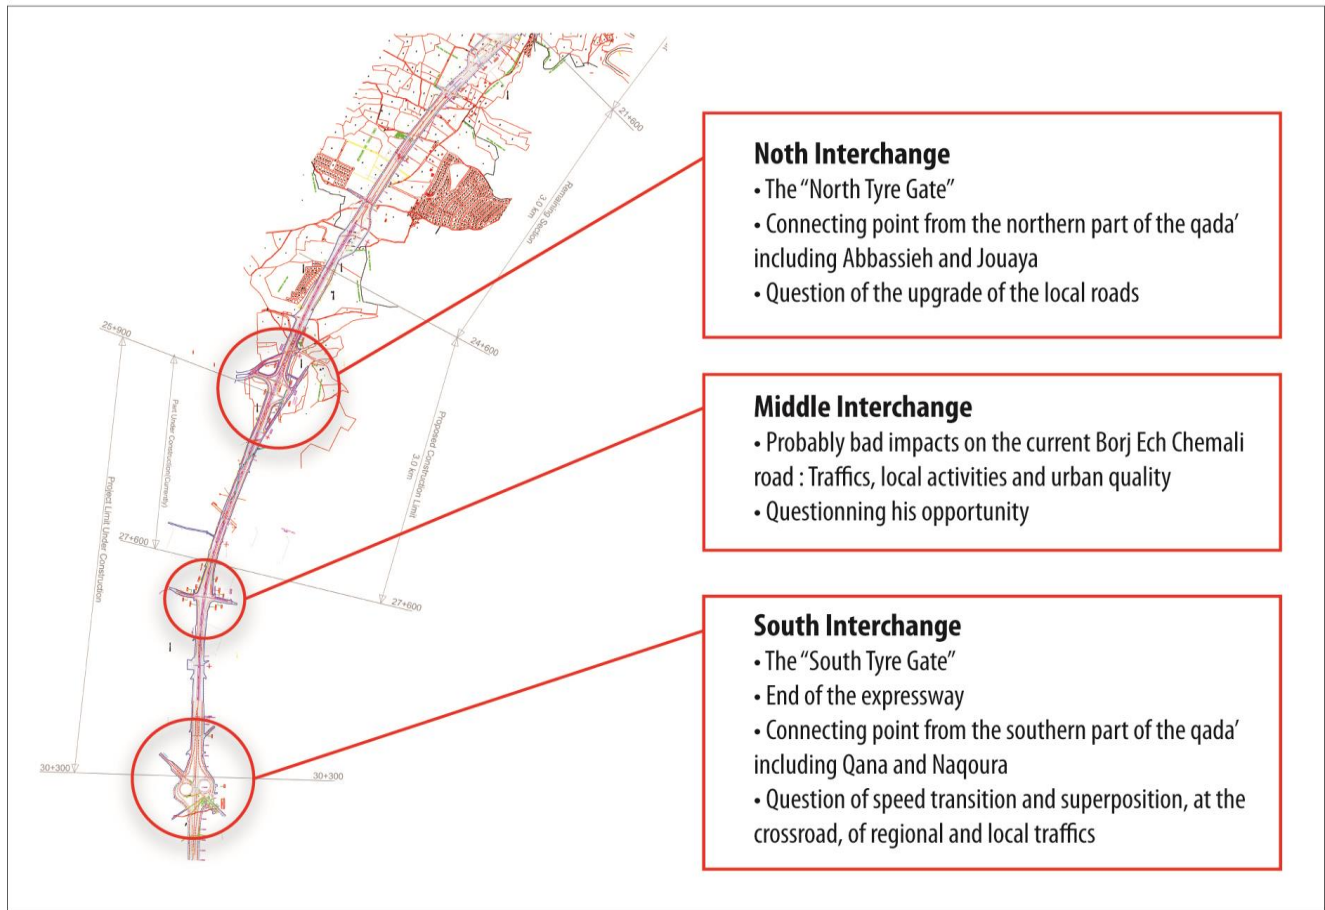 21+600
Remaining Section
3.0 km
24+600
25+900
Part Under Construction(Currently)
Project Limit Under Construction
Proposed Construction Limit
3.0 km
27+600
27+600
30+300
30+300
Noth Interchange
• The “North Tyre Gate”
• Connecting point from the northern part of the qada’
including Abbassieh and Jouaya
• Question of the upgrade of the local roads
Middle Interchange
• Probably bad impacts on the current Borj Ech Chemali
road : Traffics, local activities and urban quality
• Questionning his opportunity
South Interchange
• The “South Tyre Gate”
• End of the expressway
• Connecting point from the southern part of the qada’
including Qana and Naqoura
• Question of speed transition and superposition, at the
crossroad, of regional and local traffics